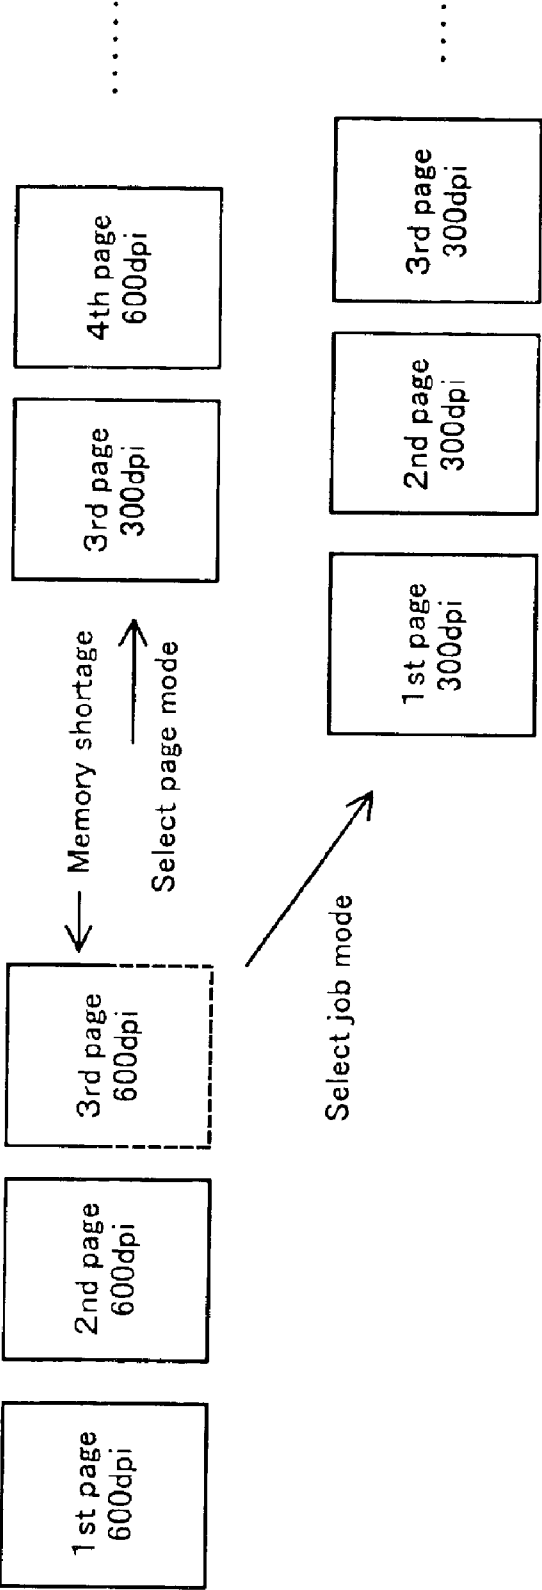 1st page
600dpi
2nd page
600dpi
3rd page
600dpi
Memory shortage
Select page mode
3rd page
300dpi
4th page
600dpi
......
Select job mode
1st page
300dpi
2nd page
300dpi
3rd page
300dpi
....